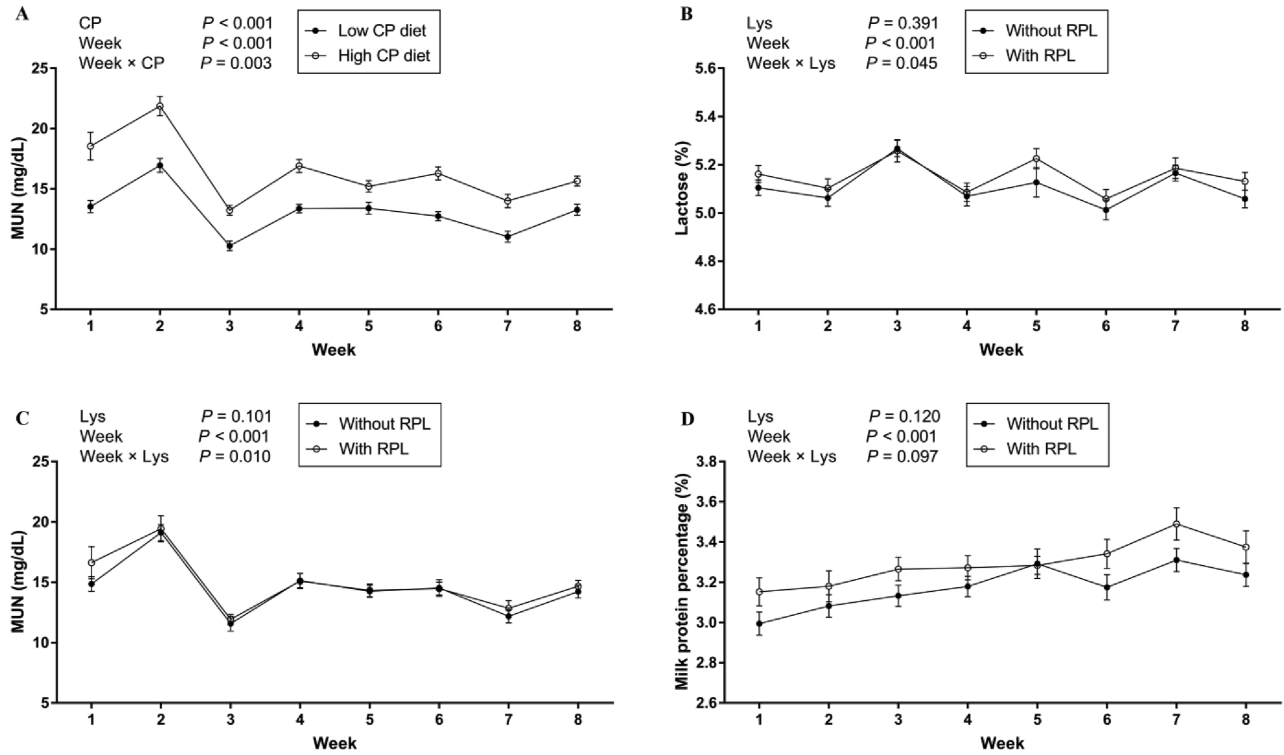 A
CP P < 0.001
Week P < 0.001
Week × CP P = 0.003
Low CP diet
High CP diet
MUN (mg/dL)
25
20
15
10
5
1 2 3 4 5 6 7 8
Week
B
Lys P = 0.391
Week P < 0.001
Week × Lys P = 0.045
Without RPL
With RPL
Lactose (%)
5.6
5.4
5.2
5.0
4.8
4.6
1 2 3 4 5 6 7 8
Week
C
Lys P = 0.101
Week P < 0.001
Week × Lys P = 0.010
Without RPL
With RPL
MUN (mg/dL)
25
20
15
10
5
1 2 3 4 5 6 7 8
Week
D
Lys P = 0.120
Week P < 0.001
Week × Lys P = 0.097
Without RPL
With RPL
Milk protein percentage (%)
3.8
3.6
3.4
3.2
3.0
2.8
2.6
1 2 3 4 5 6 7 8
Week